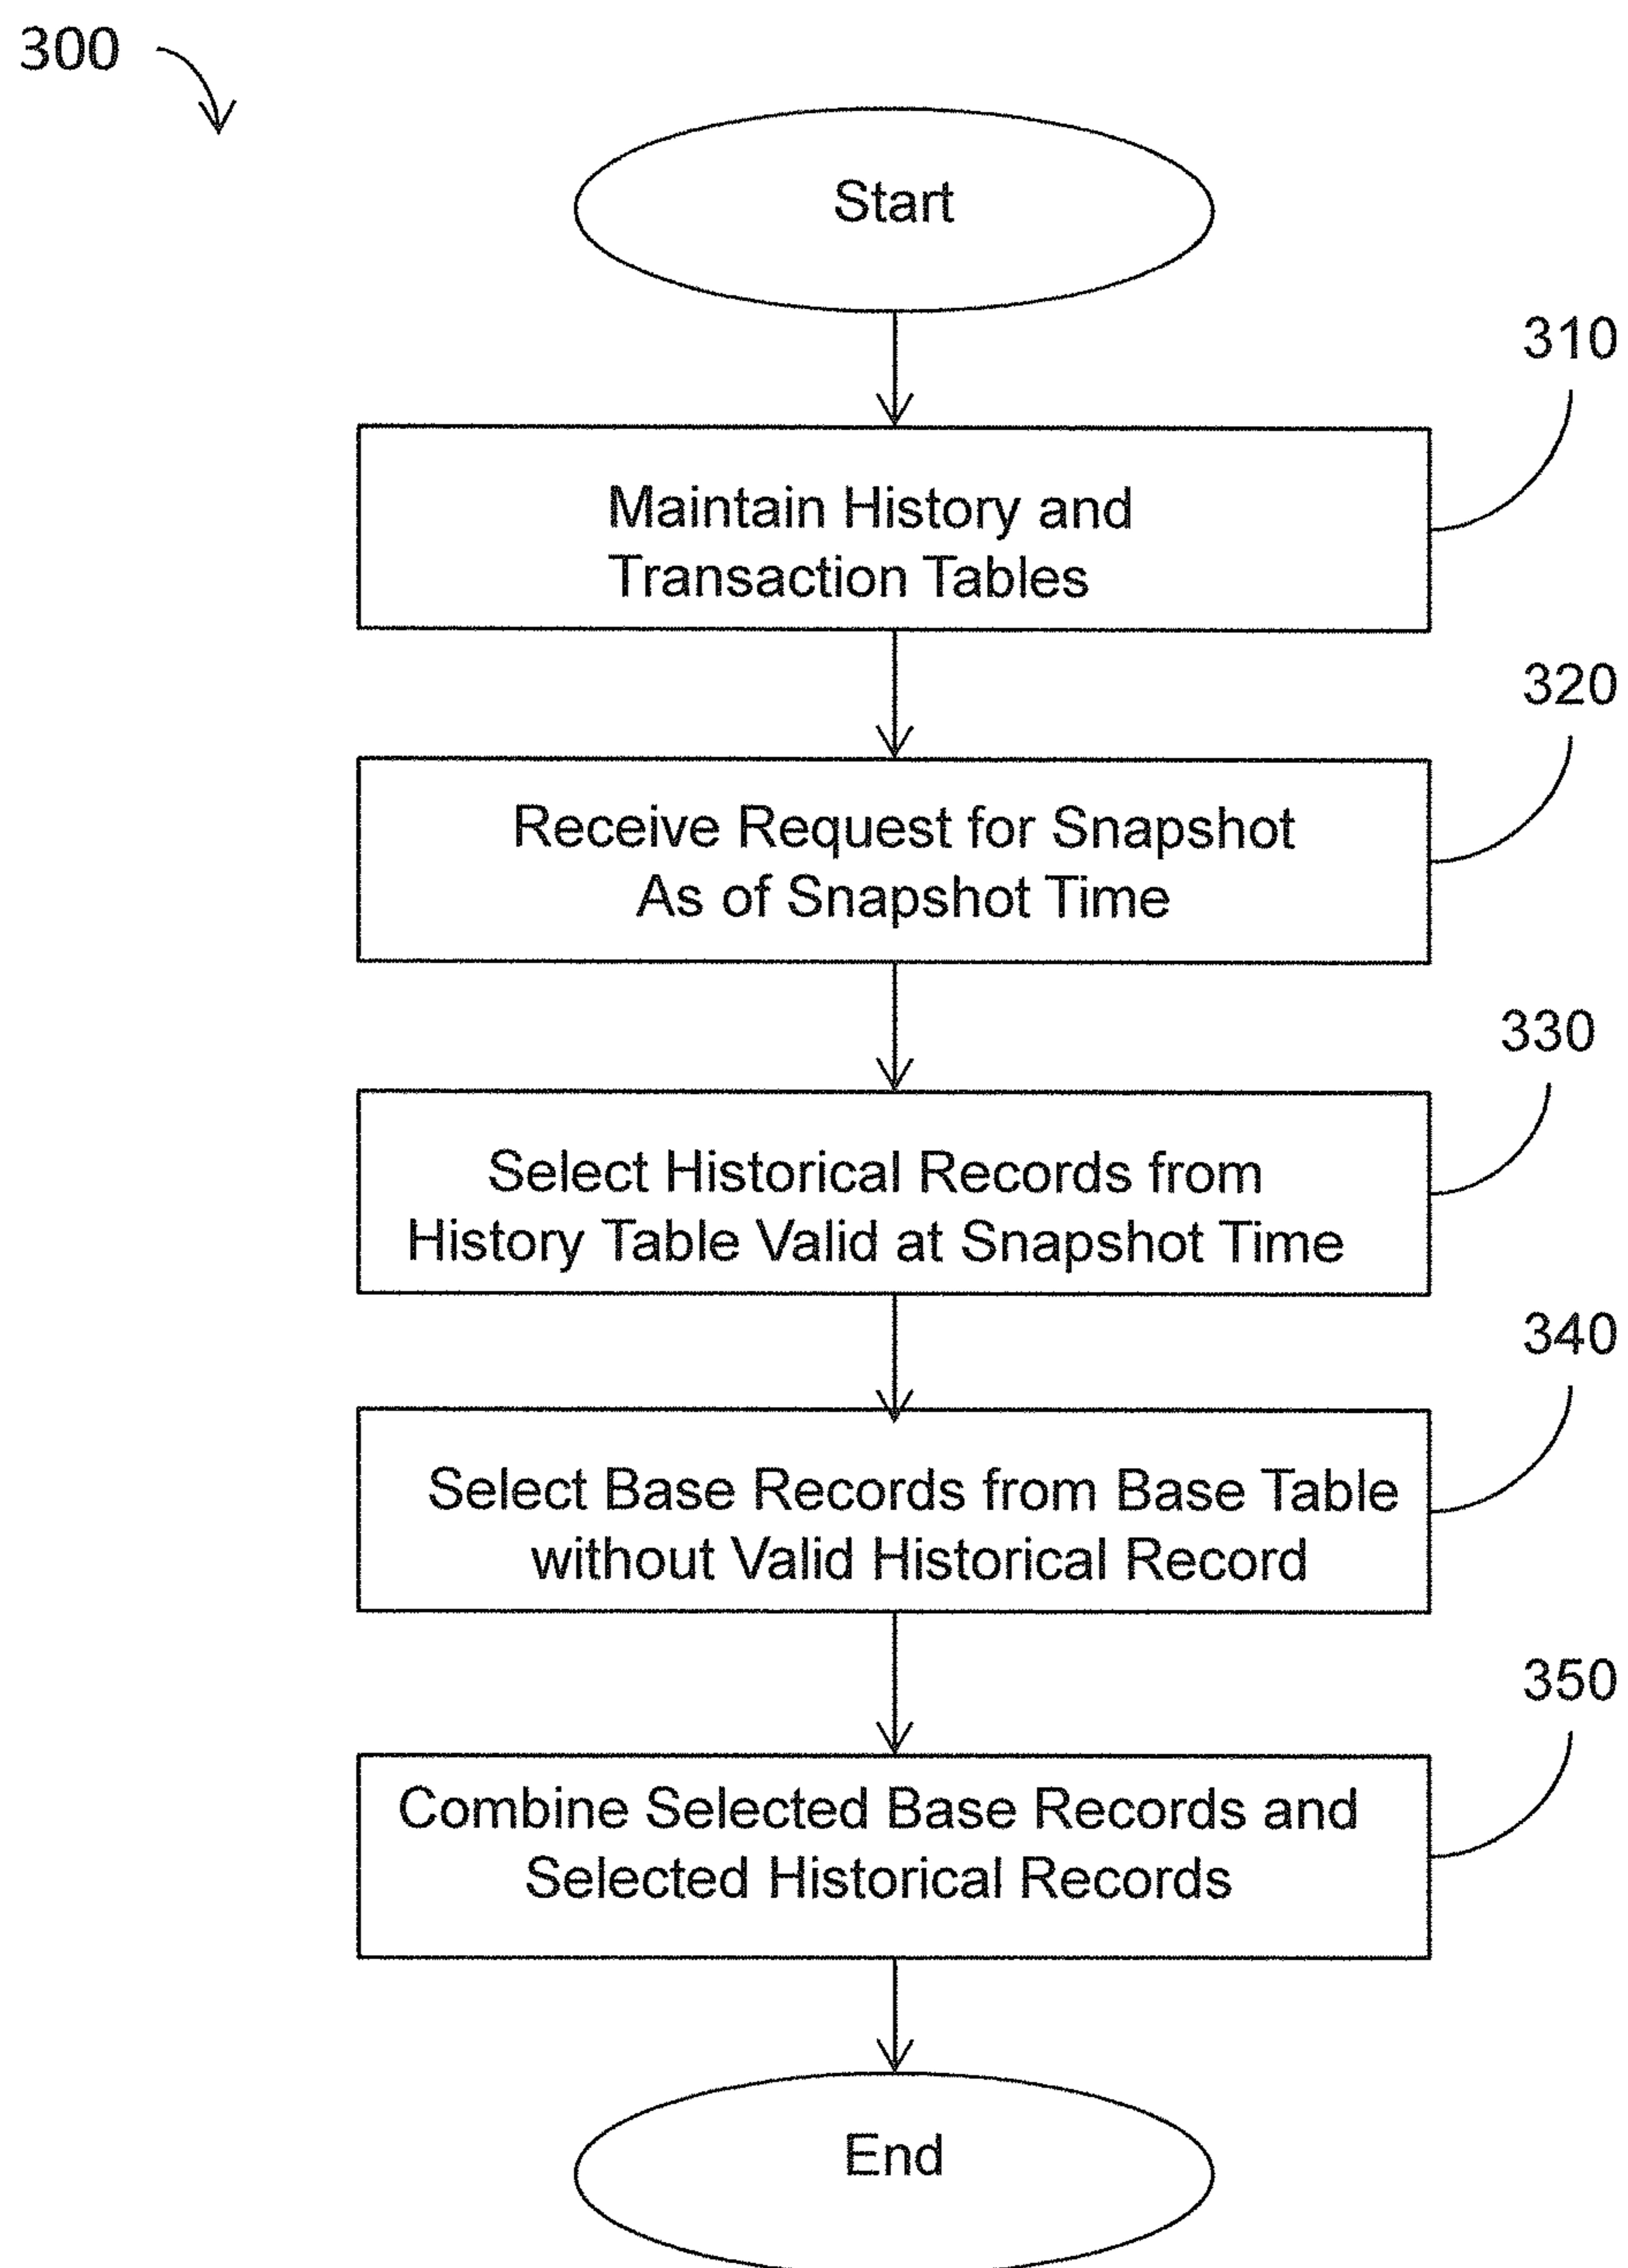 300
Start
310
Maintain History and
Transaction Tables
320
Receive Request for Snapshot
As of Snapshot Time
330
Select Historical Records from
History Table Valid at Snapshot Time
340
Select Base Records from Base Table
without Valid Historical Record
350
Combine Selected Base Records and
Selected Historical Records
End